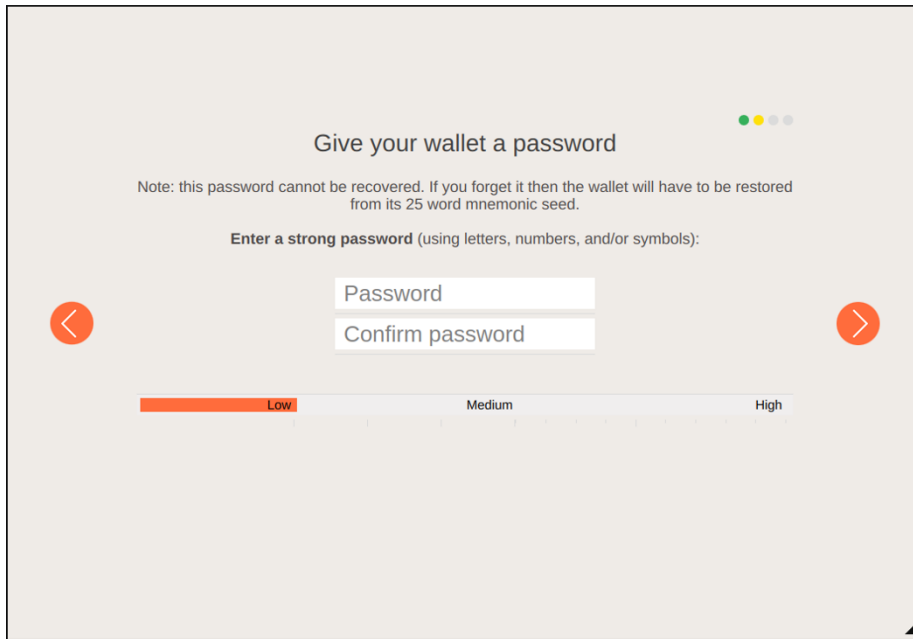 Give your wallet a password
Note: this password cannot be recovered. If you forget it then the wallet will have to be restored
from its 25 word mnemonic seed.
Enter a strong password (using letters, numbers, and/or symbols):
Password
Confirm password
Low Medium High